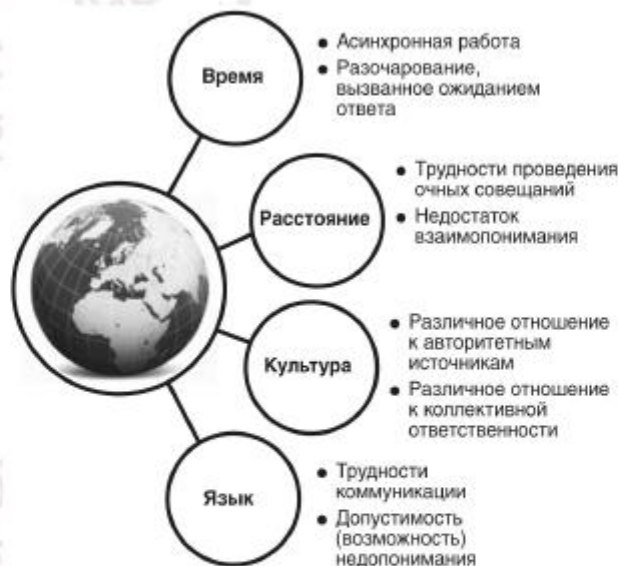 Время
• Асинхронная работа
• Разочарование,
вызванное ожиданием
ответа
Расстояние
• Трудности проведения
очных совещаний
• Недостаток
взаимопонимания
Культура
• Различное отношение
к авторитетным
источникам
• Различное отношение
к коллективной
ответственности
Язык
• Трудности
коммуникации
• Допустимость
(возможность)
недопонимания